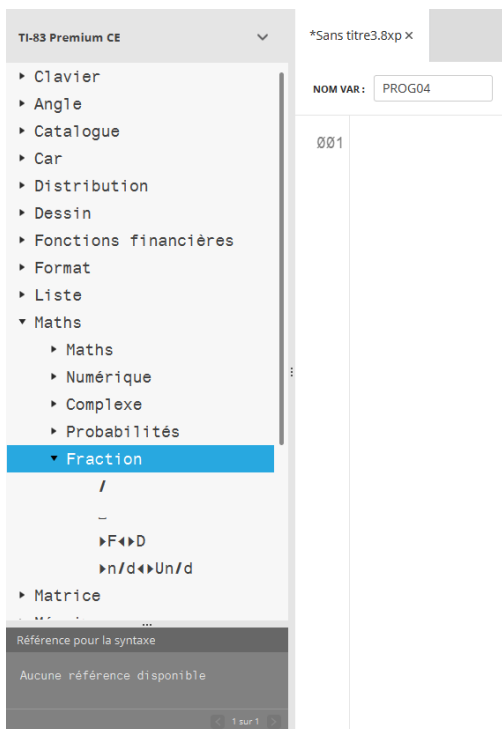 TI-83 Premium CE
*Sans titre3.8xp ×
NOM VAR : PROG04
001
Clavier
Angle
Catalogue
Car
Distribution
Dessin
Fonctions financières
Format
Liste
Maths
Maths
Numérique
Complexe
Probabilités
Fraction
/
_
▶F◀▶D
▶n/d◀▶Un/d
Matrice
Référence pour la syntaxe
Aucune référence disponible
1 sur 1